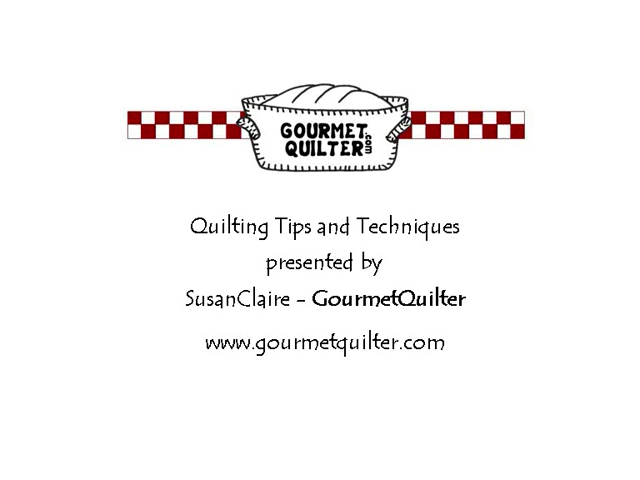 GOURMET
QUILTER.com
Quilting Tips and Techniques
presented by
SusanClaire - GourmetQuilter
www.gourmetquilter.com